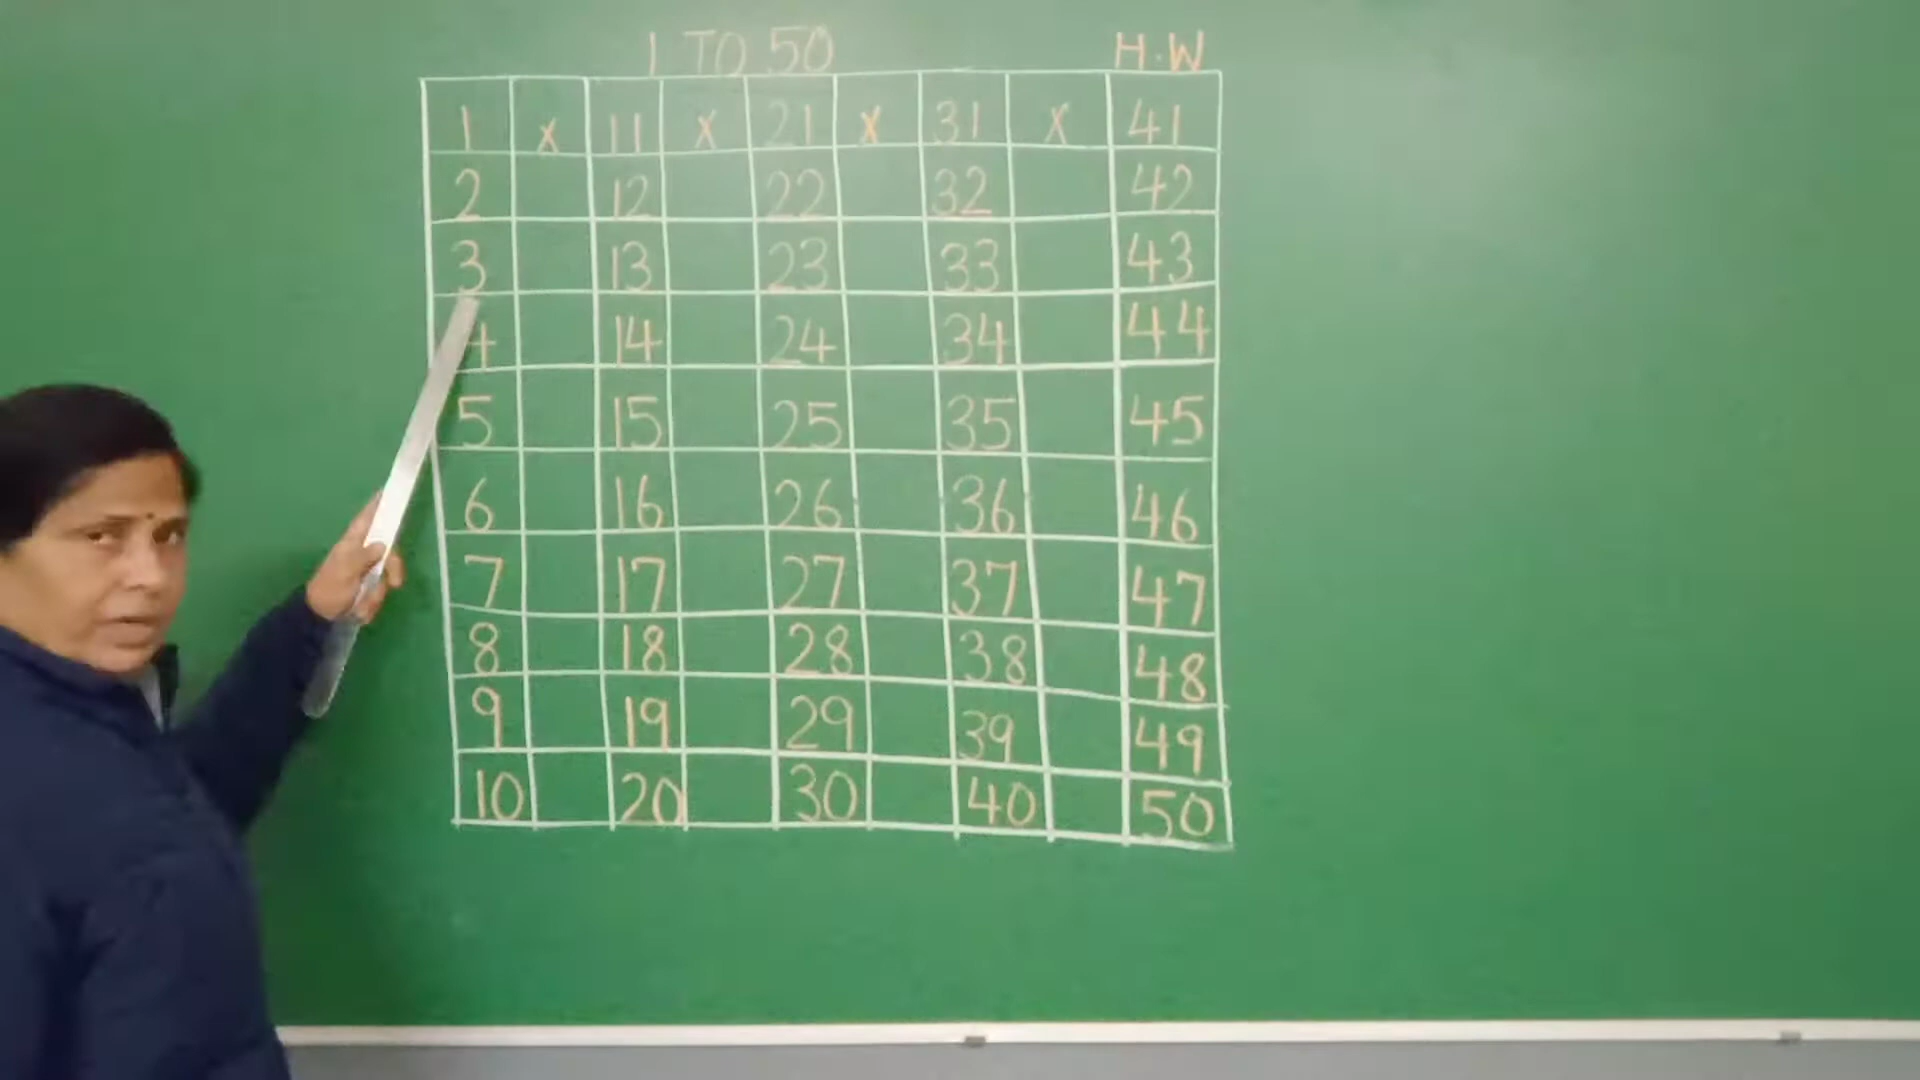 1 TO 50 H.W
1 x 11 x 21 x 31 x 41
2 12 22 32 42
3 13 23 33 43
4 14 24 34 44
5 15 25 35 45
6 16 26 36 46
7 17 27 37 47
8 18 28 38 48
9 19 29 39 49
10 20 30 40 50